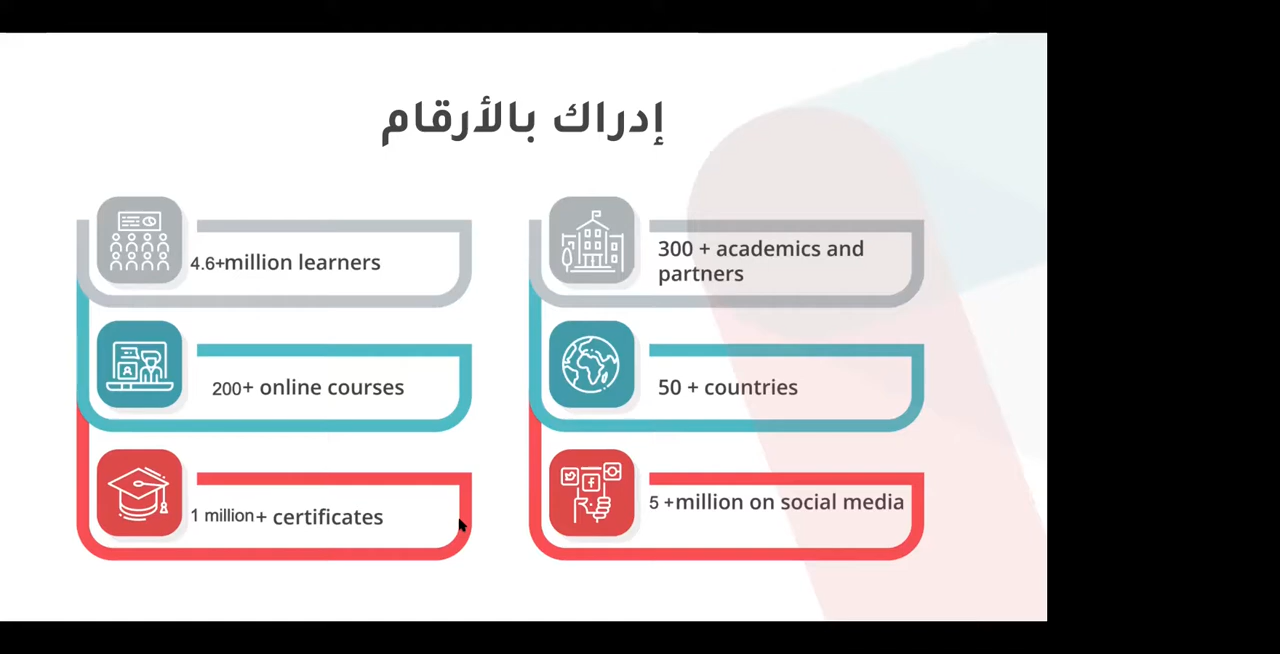 إدراك بالأرقام
4.6+million learners
300 + academics and
partners
200+ online courses
50 + countries
1 million+ certificates
5 +million on social media